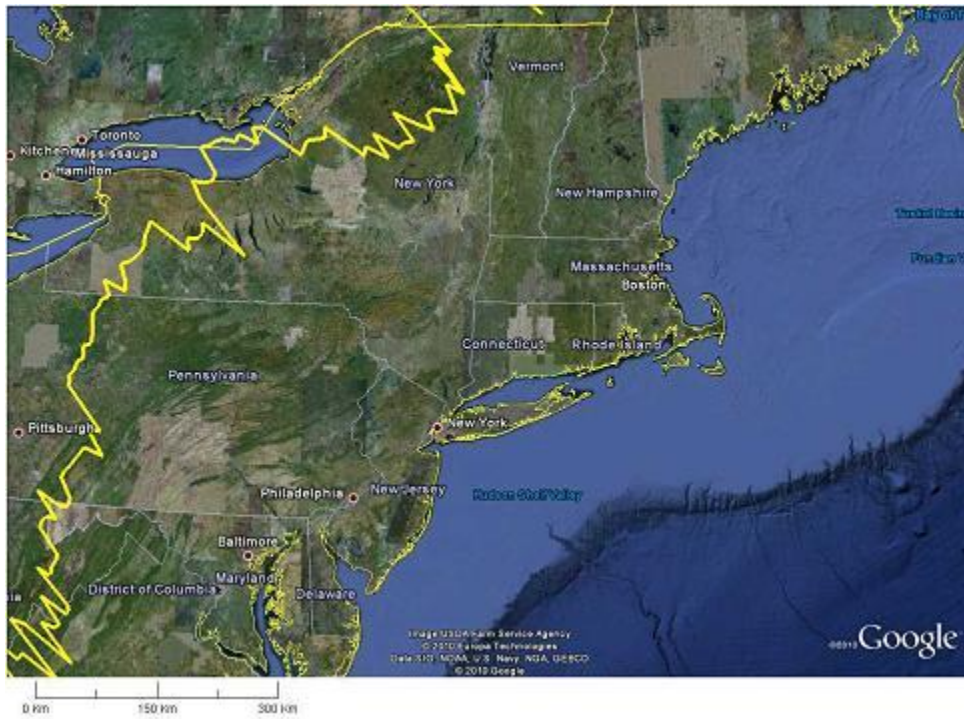 Vermont
Toronto
Kitchene
Mississauga
Hamilton
New York
New Hampshire
Massachusetts
Boston
Connecticut
Rhode Island
Pennsylvania
New York
Pittsburgh
Philadelphia
New Jersey
Hudson Shelf Valley
Baltimore
Maryland
District of Columbia
Delaware
Image USDA Farm Service Agency
© 2010 Europa Technologies
Data SIO, NOAA, U.S. Navy, NGA, GEBCO
© 2010 Google
©2010 Google
0 Km
150 Km
300 Km